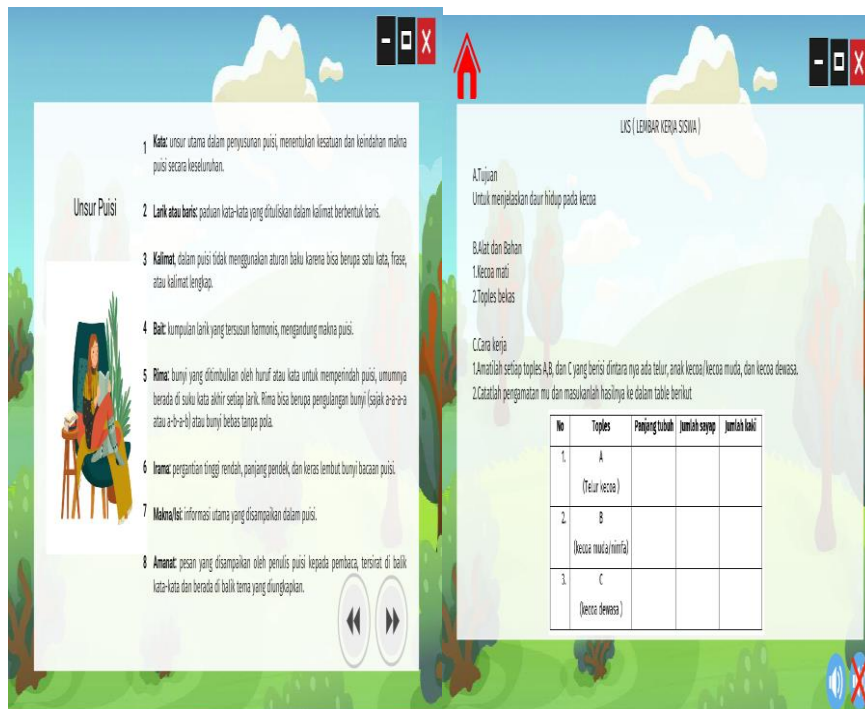 Unsur Puisi
1 Kata: unsur utama dalam penyusunan puisi, menentukan kesatuan dan keindahan makna
puisi secara keseluruhan.
2 Larik atau baris: paduan kata-kata yang dituliskan dalam kalimat berbentuk baris.
3 Kalimat, dalam puisi tidak menggunakan aturan baku karena bisa berupa satu kata, frase,
atau kalimat lengkap.
4 Bait: kumpulan larik yang tersusun harmonis, mengandung makna puisi.
5 Rima: bunyi yang ditimbulkan oleh huruf atau kata untuk memperindah puisi, umumnya
berada di suku kata akhir setiap larik. Rima bisa berupa pengulangan bunyi (sajak a-a-a-a
atau a-b-a-b) atau bunyi bebas tanpa pola.
6 Irama: pergantian tinggi rendah, panjang pendek, dan keras lembut bunyi bacaan puisi.
7 Makna/isi: informasi utama yang disampaikan dalam puisi.
8 Amanat: pesan yang disampaikan oleh penulis puisi kepada pembaca, tersirat di balik
kata-kata dan berada di balik tema yang diungkapkan.
LKS ( LEMBAR KERJA SISWA )
A.Tujuan
Untuk menjelaskan daur hidup pada kecoa
B.Alat dan Bahan
1.Kecoa mati
2.Toples bekas
C.Cara kerja
1.Amatilah setiap toples A,B, dan C yang berisi dintara nya ada telur, anak kecoa/kecoa muda, dan kecoa dewasa.
2.Catatlah pengamatan mu dan masukanlah hasilnya ke dalam table berikut
No Toples Panjang tubuh Jumlah sayap Jumlah kaki
1. A
(Telur kecoa )
2. B
(kecoa muda/nimfa)
3. C
(kecoa dewasa )